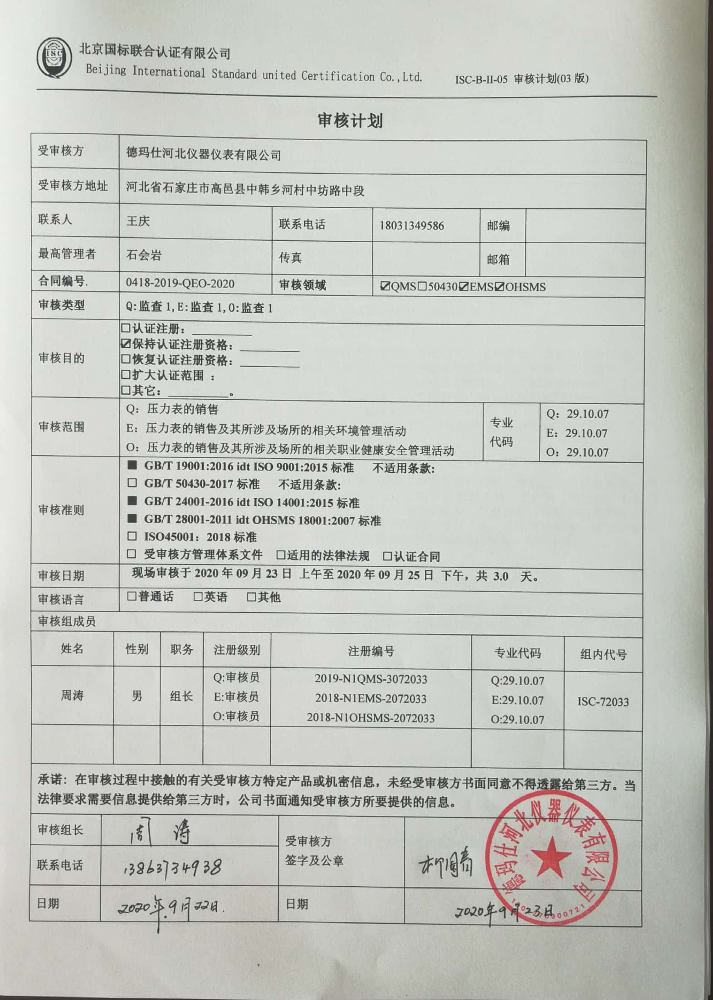 ISC
北京国标联合认证有限公司
Beijing International Standard united Certification Co.,Ltd.
ISC-B-II-05 审核计划(03 版)
审核计划
受审核方 德玛仕河北仪器仪表有限公司
受审核方地址 河北省石家庄市高邑县中韩乡河村中坊路中段
联系人 王庆 联系电话 18031349586 邮编
最高管理者 石会岩 传真 邮箱
合同编号. 0418-2019-QEO-2020 审核领域 ☑QMS□50430☑EMS☑OHSMS
审核类型 Q:监查 1,E:监查 1,O:监查 1
审核目的
□认证注册：
☑保持认证注册资格：
□恢复认证注册资格：
□扩大认证范围 ：
□其它： 。
审核范围
Q：压力表的销售
E：压力表的销售及其所涉及场所的相关环境管理活动
O：压力表的销售及其所涉及场所的相关职业健康安全管理活动
专业
代码
Q：29.10.07
E：29.10.07
O：29.10.07
审核准则
■ GB/T 19001:2016 idt ISO 9001:2015 标准 不适用条款:
□ GB/T 50430-2017 标准 不适用条款:
■ GB/T 24001-2016 idt ISO 14001:2015 标准
■ GB/T 28001-2011 idt OHSMS 18001:2007 标准
□ ISO45001：2018 标准
□ 受审核方管理体系文件 □适用的法律法规 □认证合同
审核日期 现场审核于 2020 年 09 月 23 日 上午至 2020 年 09 月 25 日 下午，共 3.0 天。
审核语言 □普通话 □英语 □其他
审核组成员
姓名 性别 职务 注册级别 注册编号 专业代码 组内代号
周涛 男 组长
Q:审核员 2019-N1QMS-3072033 Q:29.10.07
E:审核员 2018-N1EMS-2072033 E:29.10.07
O:审核员 2018-N1OHSMS-2072033 O:29.10.07
ISC-72033
承诺：在审核过程中接触的有关受审核方特定产品或机密信息，未经受审核方书面同意不得透露给第三方。当
法律要求需要信息提供给第三方时，公司书面通知受审核方所要提供的信息。
审核组长 周 涛
联系电话 13863734938
受审核方
签字及公章
德玛仕河北仪器仪表有限公司
日期 2020年9月22日.
日期 2020年9月23日